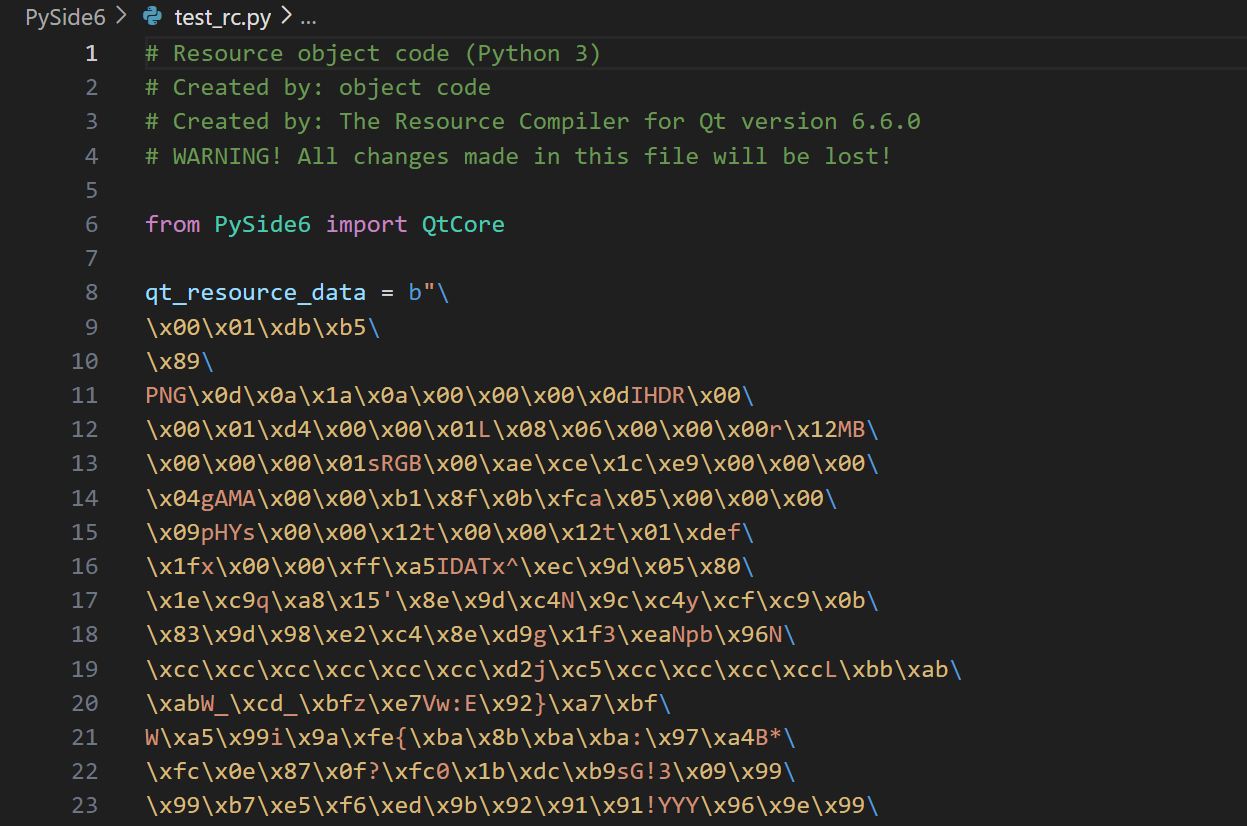 PySide6 > test_rc.py > ...
1 # Resource object code (Python 3)
2 # Created by: object code
3 # Created by: The Resource Compiler for Qt version 6.6.0
4 # WARNING! All changes made in this file will be lost!
5
6 from PySide6 import QtCore
7
8 qt_resource_data = b"\
9 \x00\x01\xdb\xb5\
10 \x89\
11 PNG\x0d\x0a\x1a\x0a\x00\x00\x00\x0dIHDR\x00\
12 \x00\x01\xd4\x00\x00\x01L\x08\x06\x00\x00\x00r\x12MB\
13 \x00\x00\x00\x01sRGB\x00\xae\xce\x1c\xe9\x00\x00\x00\
14 \x04gAMA\x00\x00\xb1\x8f\x0b\xfca\x05\x00\x00\x00\
15 \x09pHYs\x00\x00\x12t\x00\x00\x12t\x01\xdef\
16 \x1fx\x00\x00\xff\xa5IDATx^\xec\x9d\x05\x80\
17 \x1e\xc9q\xa8\x15'\x8e\x9d\xc4N\x9c\xc4y\xcf\xc9\x0b\
18 \x83\x9d\x98\xe2\xc4\x8e\xd9g\x1f3\xeaNpb\x96N\
19 \xcc\xcc\xcc\xcc\xcc\xcc\xd2j\xc5\xcc\xcc\xcc\xccL\xbb\xab\
20 \xabW_\xcd_\xbfz\xe7Vw:E\x92}\xa7\xbf\
21 W\xa5\x99i\x9a\xfe{\xba\x8b\xba\xba:\x97\xa4B*\
22 \xfc\x0e\x87\x0f?\xfc0\x1b\xdc\xb9sG!3\x09\x99\
23 \x99\xb7\xe5\xf6\xed\x9b\x92\x91\x91!YYY\x96\x9e\x99\